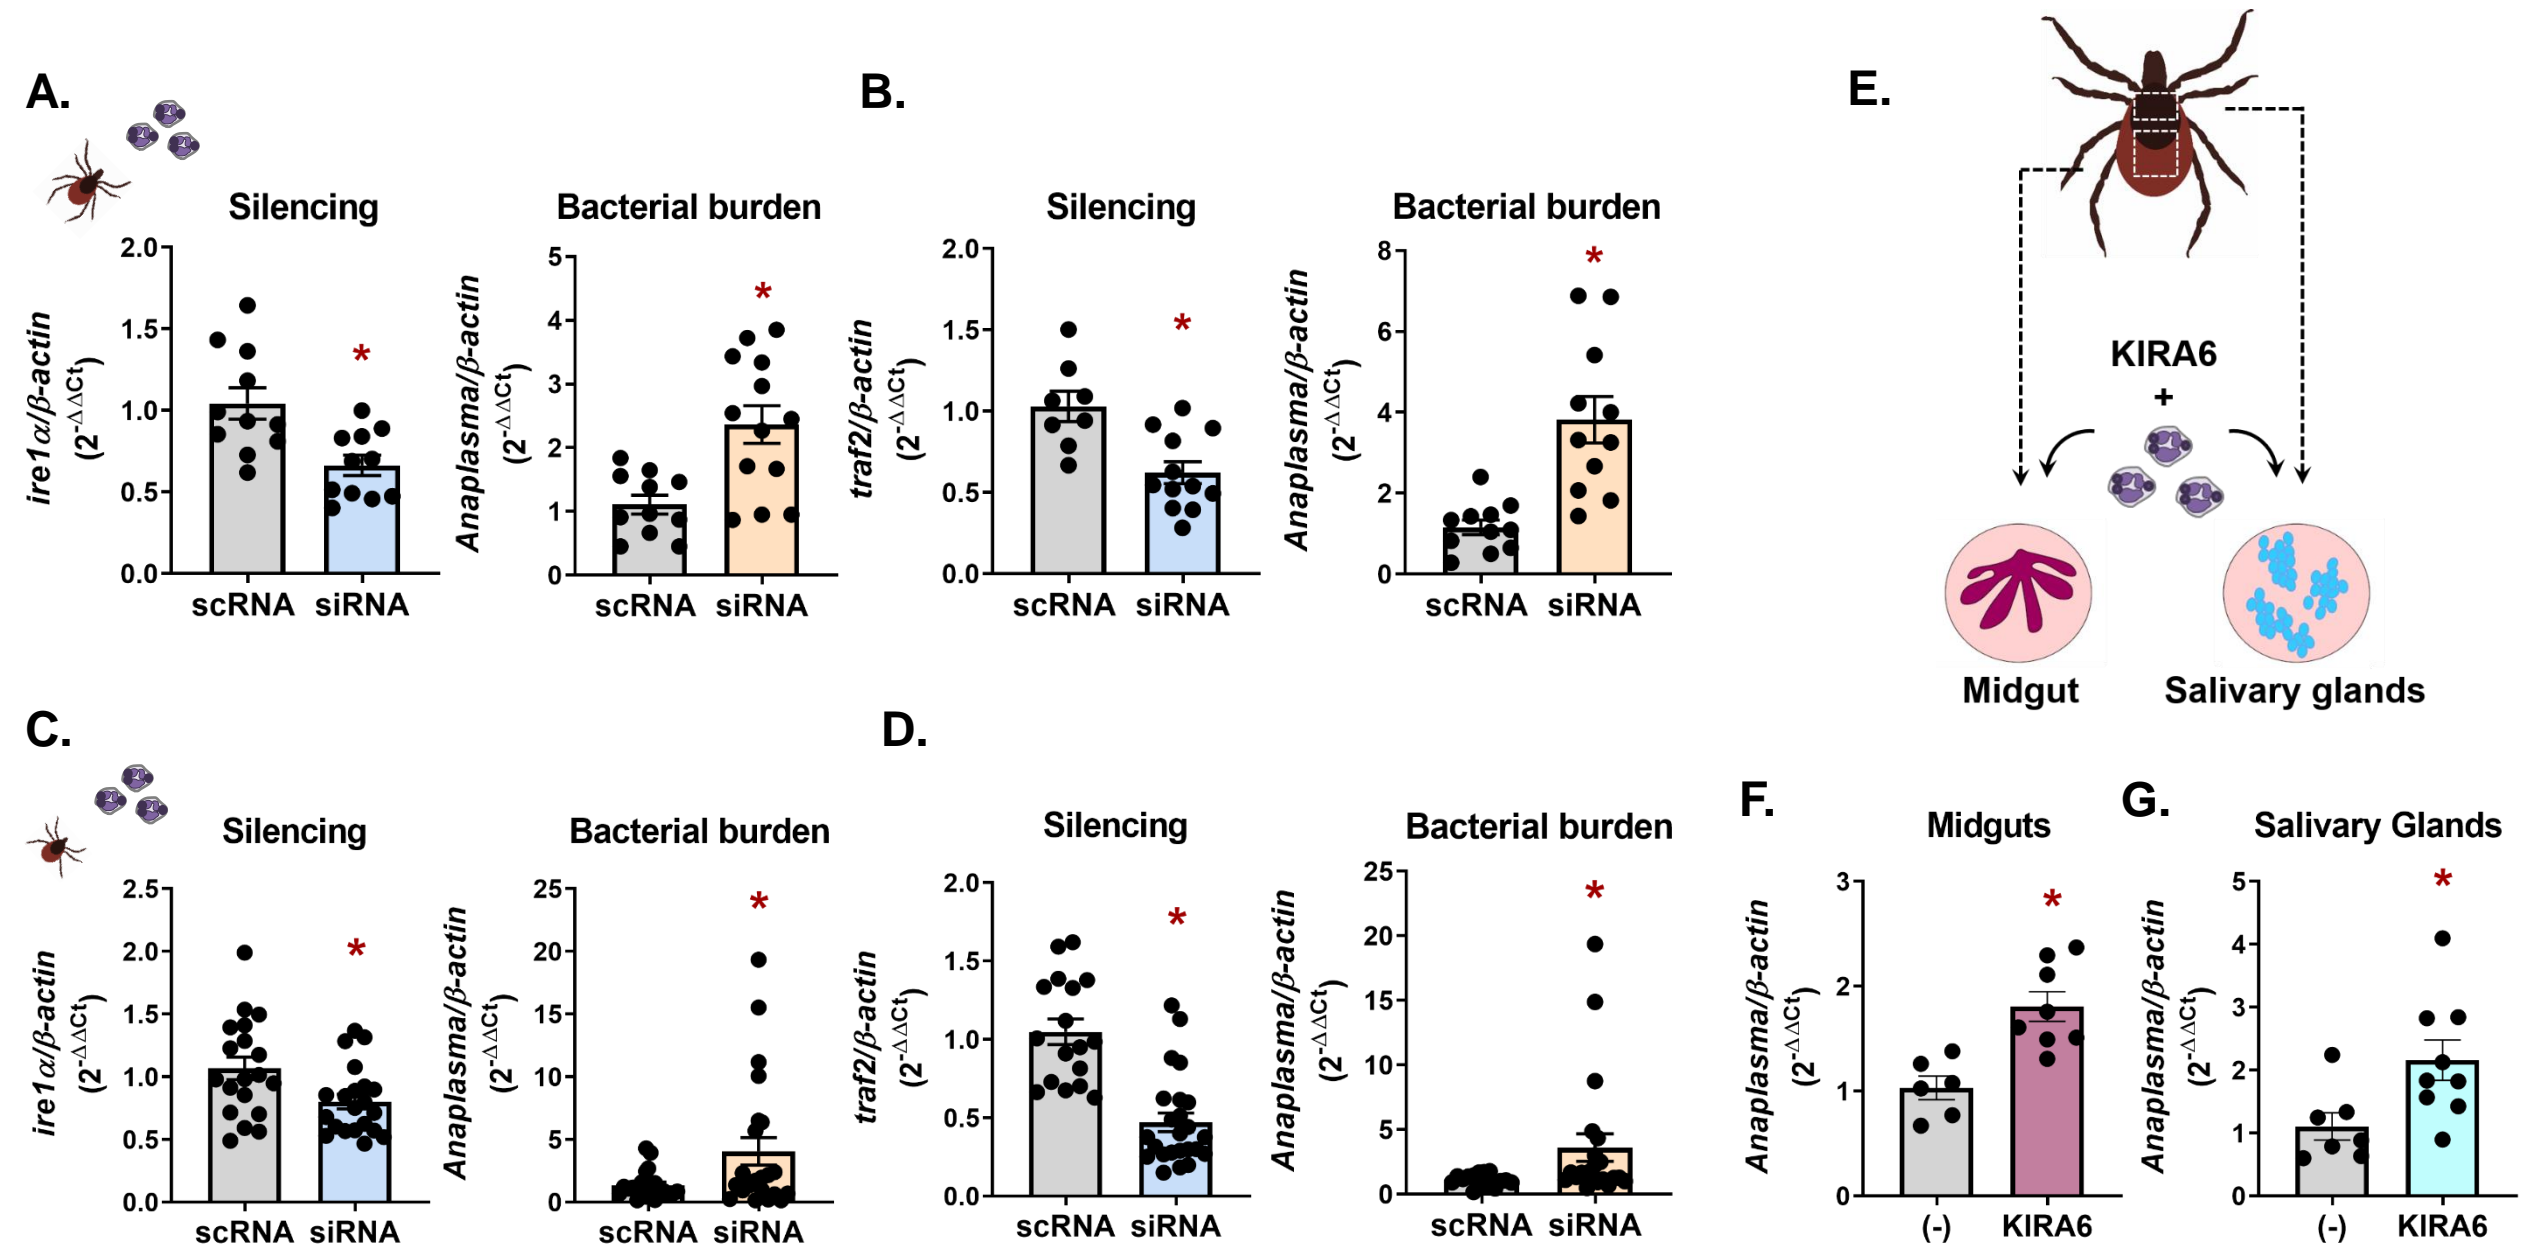 A.
Silencing
ire1α/β-actin
(2-ΔΔCt)
2.0
1.5
1.0
0.5
0.0
*
scRNA siRNA
Bacterial burden
Anaplasma/β-actin
(2-ΔΔCt)
5
4
3
2
1
0
*
scRNA siRNA
B.
Silencing
traf2/β-actin
(2-ΔΔCt)
2.0
1.5
1.0
0.5
0.0
*
scRNA siRNA
Bacterial burden
Anaplasma/β-actin
(2-ΔΔCt)
8
6
4
2
0
*
scRNA siRNA
C.
Silencing
ire1α/β-actin
(2-ΔΔCt)
2.5
2.0
1.5
1.0
0.5
0.0
*
scRNA siRNA
Bacterial burden
Anaplasma/β-actin
(2-ΔΔCt)
25
20
15
10
5
0
*
scRNA siRNA
D.
Silencing
traf2/β-actin
(2-ΔΔCt)
2.0
1.5
1.0
0.5
0.0
*
scRNA siRNA
Bacterial burden
Anaplasma/β-actin
(2-ΔΔCt)
25
20
15
10
5
0
*
scRNA siRNA
E.
KIRA6
+
Midgut
Salivary glands
F.
Midguts
Anaplasma/β-actin
(2-ΔΔCt)
3
2
1
0
*
(-) KIRA6
G.
Salivary Glands
Anaplasma/β-actin
(2-ΔΔCt)
5
4
3
2
1
0
*
(-) KIRA6